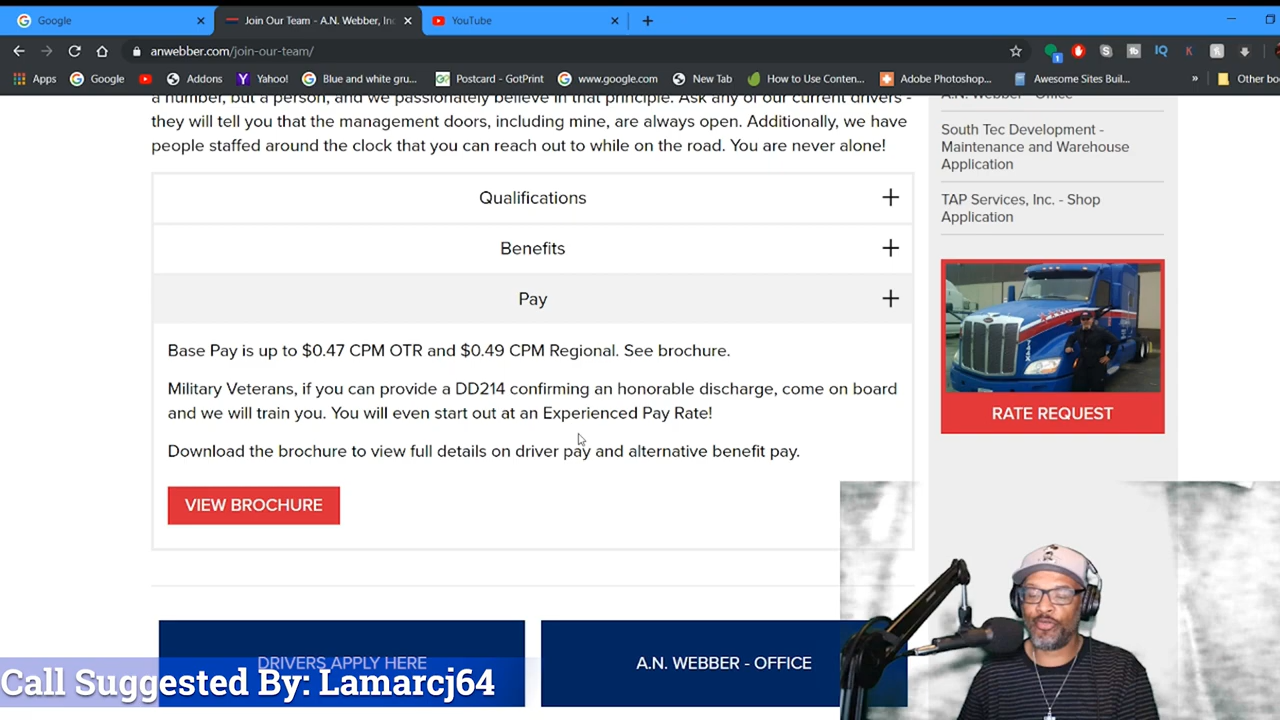 Google
Join Our Team - A.N. Webber, Inc
YouTube
anwebber.com/join-our-team/
Apps
Google
Addons
Yahoo!
Blue and white gru...
Postcard - GotPrint
www.google.com
New Tab
How to Use Conten...
Adobe Photoshop...
Awesome Sites Buil...
»
Other bo
a number, but a person, and we passionately believe in that principle. Ask any of our current drivers -
they will tell you that the management doors, including mine, are always open. Additionally, we have
people staffed around the clock that you can reach out to while on the road. You are never alone!
Qualifications
Benefits
Pay
Base Pay is up to $0.47 CPM OTR and $0.49 CPM Regional. See brochure.
Military Veterans, if you can provide a DD214 confirming an honorable discharge, come on board
and we will train you. You will even start out at an Experienced Pay Rate!
Download the brochure to view full details on driver pay and alternative benefit pay.
VIEW BROCHURE
A.N. Webber - Office
South Tec Development -
Maintenance and Warehouse
Application
TAP Services, Inc. - Shop
Application
RATE REQUEST
DRIVERS APPLY HERE
A.N. WEBBER - OFFICE
Call Suggested By: Lamarcj64